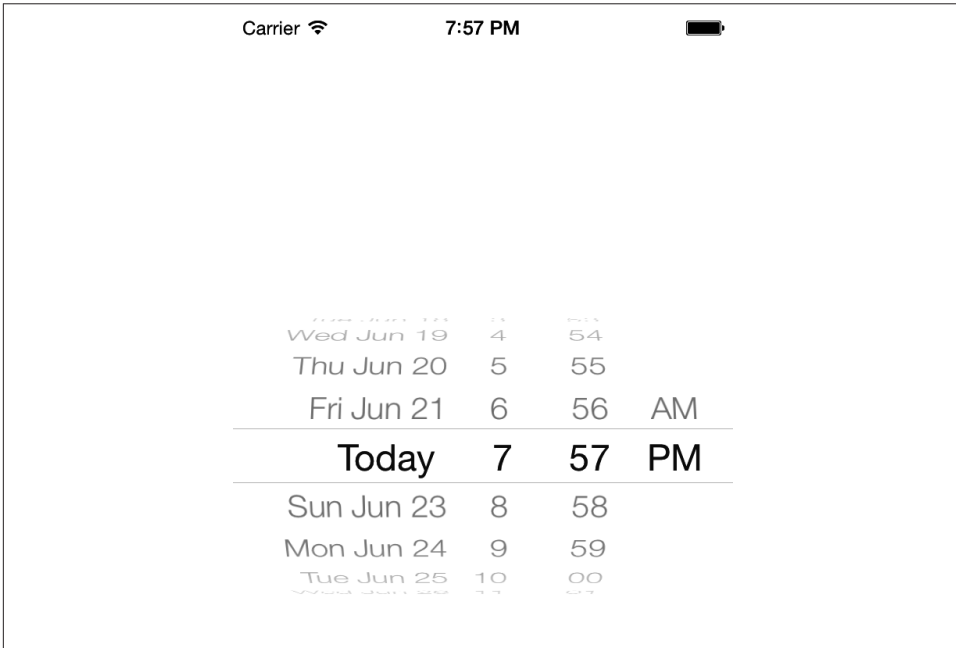 Carrier 7:57 PM
Wed Jun 19 4 54
Thu Jun 20 5 55
Fri Jun 21 6 56 AM
Today 7 57 PM
Sun Jun 23 8 58
Mon Jun 24 9 59
Tue Jun 25 10 00